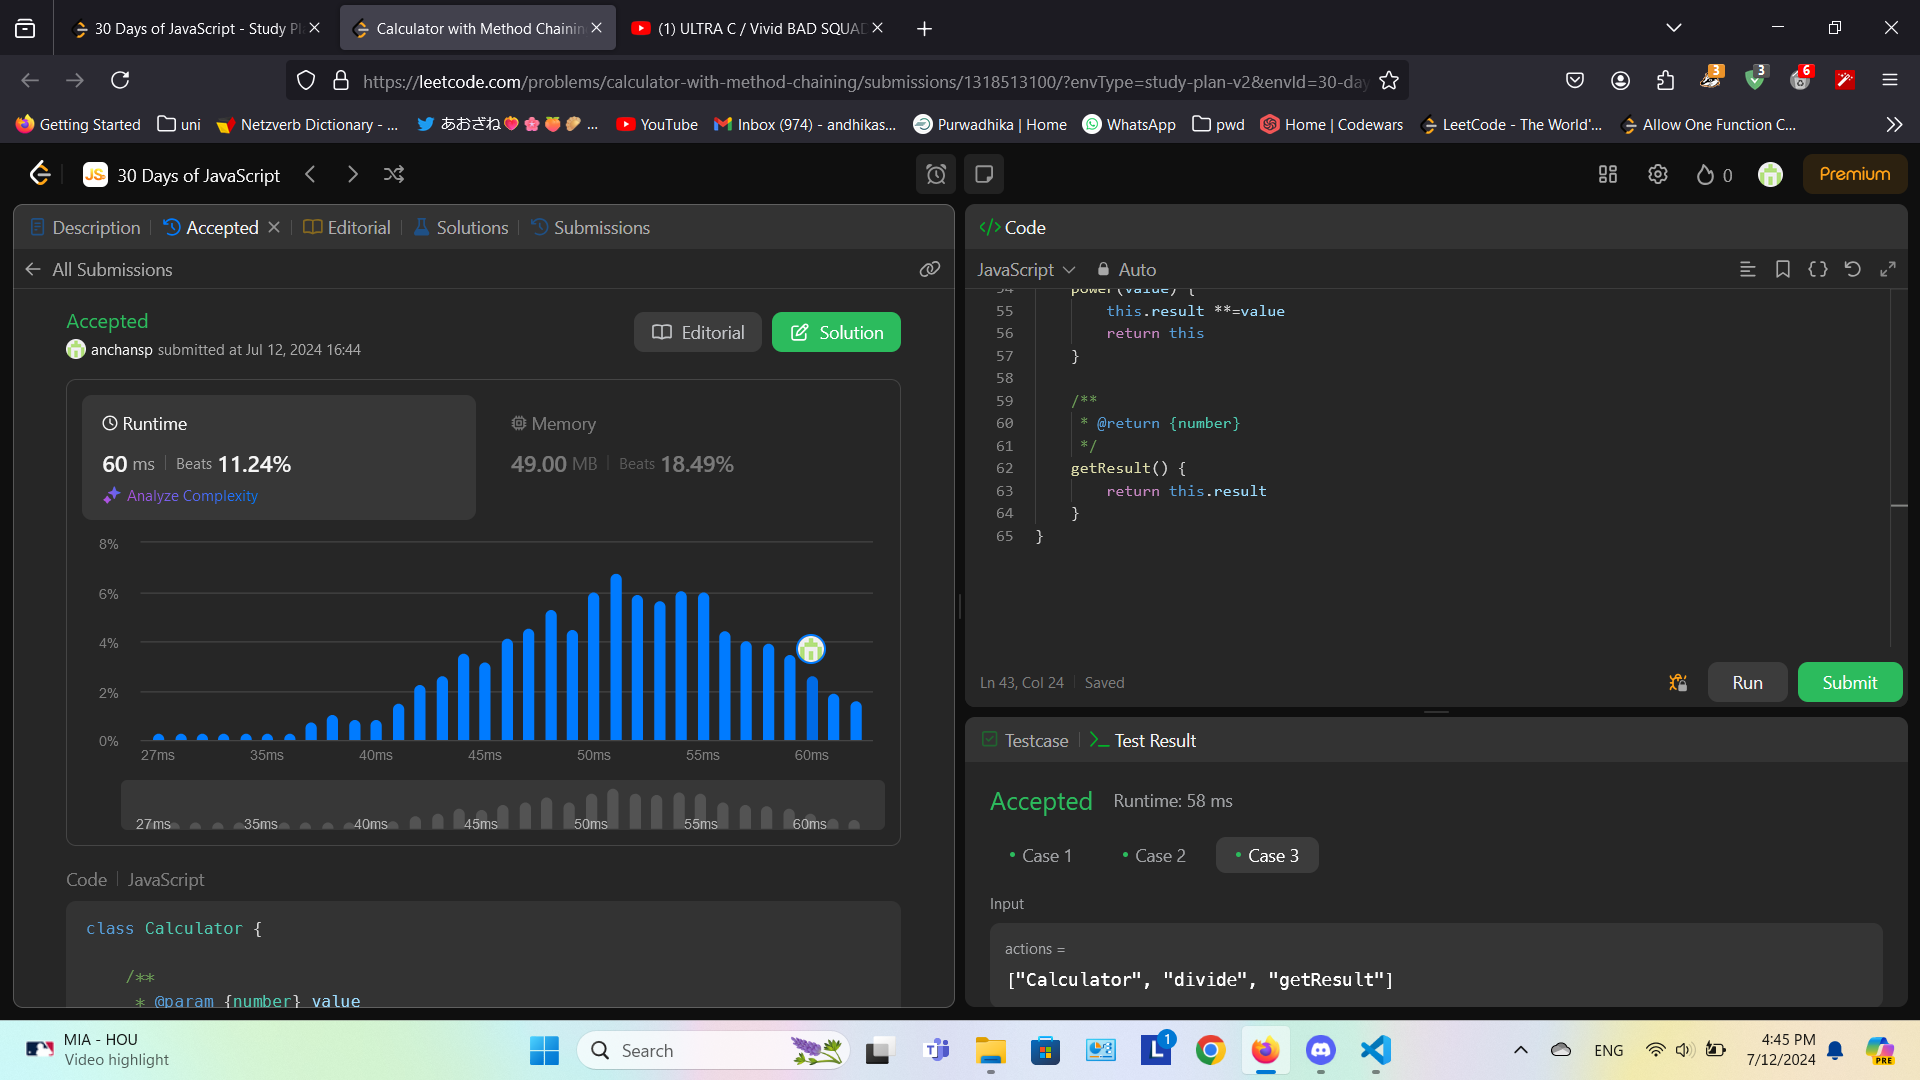 30 Days of JavaScript - Study Pl
Calculator with Method Chainin
(1) ULTRA C / Vivid BAD SQUAD
https://leetcode.com/problems/calculator-with-method-chaining/submissions/1318513100/?envType=study-plan-v2&envId=30-day
3
3
6
Getting Started
uni
Netzverb Dictionary - ...
あおざね💝🌸🍑🥖 ...
YouTube
Inbox (974) - andhikas...
Purwadhika | Home
WhatsApp
pwd
Home | Codewars
LeetCode - The World'...
Allow One Function C...
JS
30 Days of JavaScript
0
Premium
Description
Accepted
Editorial
Solutions
Submissions
All Submissions
Accepted
anchansp submitted at Jul 12, 2024 16:44
Editorial
Solution
Runtime
60 ms
Beats 11.24%
Analyze Complexity
Memory
49.00 MB
Beats 18.49%
8%
6%
4%
2%
0%
27ms 35ms 40ms 45ms 50ms 55ms 60ms
27ms 35ms 40ms 45ms 50ms 55ms 60ms
Code | JavaScript
class Calculator {
/**
* @param {number} value
</> Code
JavaScript
Auto
54 power(value) {
55 this.result **=value
56 return this
57 }
58
59 /**
60 * @return {number}
61 */
62 getResult() {
63 return this.result
64 }
65 }
Ln 43, Col 24
Saved
Run
Submit
Testcase
Test Result
Accepted
Runtime: 58 ms
Case 1
Case 2
Case 3
Input
actions =
["Calculator", "divide", "getResult"]
MIA - HOU
Video highlight
Search
1
ENG
4:45 PM
7/12/2024
PRE